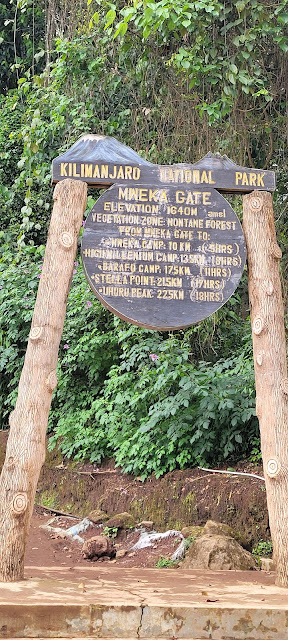 KILIMANJARO NATIONAL PARK
MWEKA GATE
ELEVATION: 1640M amsl
VEGETATION ZONE: MONTANE FOREST
FROM MWEKA GATE TO:
MWEKA CAMP: 10 KM (5HRS)
HIGH MILLENIUM CAMP: 13.5KM (8HRS)
BARAFU CAMP: 17.5KM (11HRS)
STELLA POINT: 21.5KM (17HRS)
UHURU PEAK: 22.5KM (18HRS)